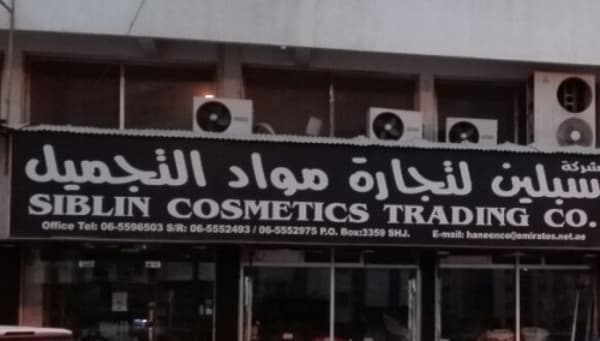 شركة سبلين لتجارة مواد التجميل
SIBLIN COSMETICS TRADING CO.
Office Tel: 06-5596503 S/R: 06-5552493 / 06-5552975 P.O. Box:3359 SHJ. E-mail: haneenco@emirates.net.ae